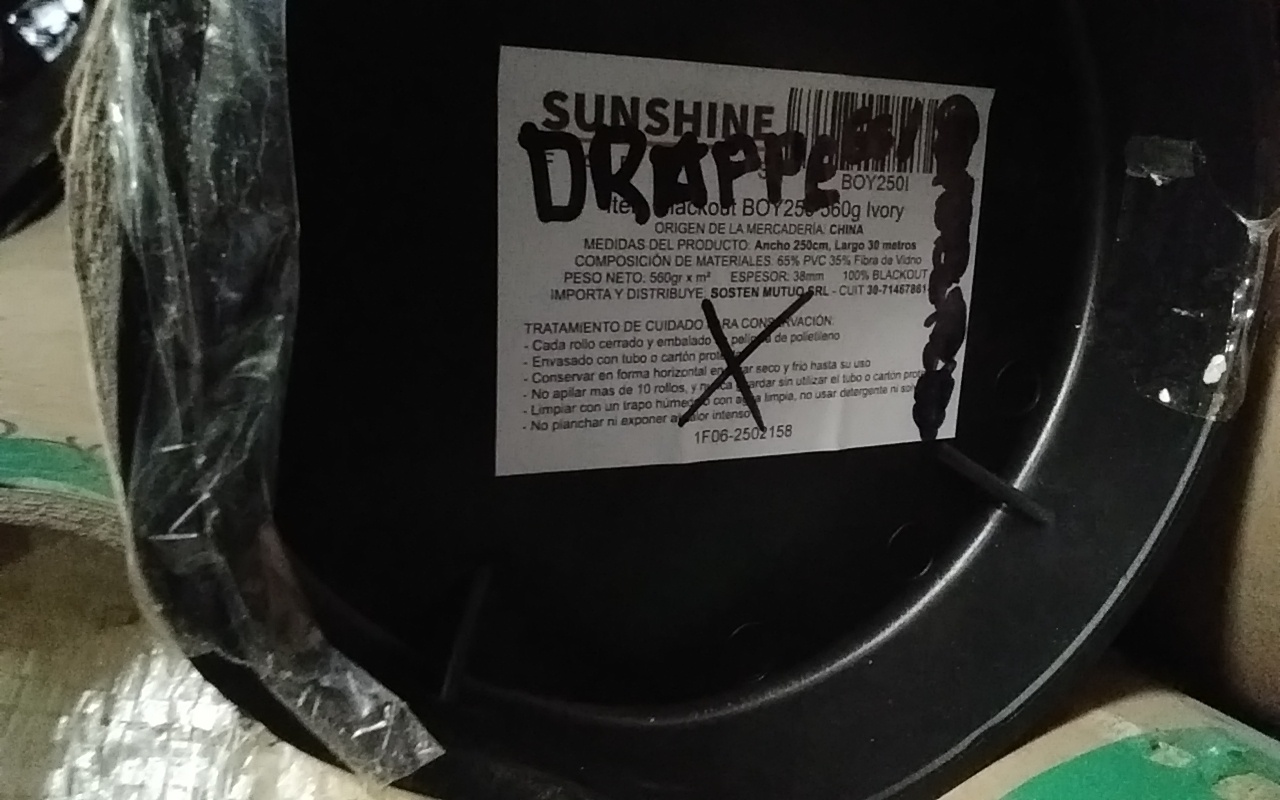 SUNSHINE
DRAPPE
BOY250I
Blackout BOY250 560g Ivory
ORIGEN DE LA MERCADERÍA: CHINA
MEDIDAS DEL PRODUCTO: Ancho 250cm, Largo 30 metros
COMPOSICIÓN DE MATERIALES: 65% PVC 35% Fibra de Vidrio
PESO NETO: 560gr x m² ESPESOR: 38mm 100% BLACKOUT
IMPORTA Y DISTRIBUYE: SOSTEN MUTUO SRL - CUIT 30-71467861
TRATAMIENTO DE CUIDADO PARA CONSERVACIÓN:
- Cada rollo cerrado y embalado de polietileno
- Envasado con tubo o cartón
- Conservar en forma horizontal en lugar seco y frio hasta su uso
- No apilar mas de 10 rollos, y nunca guardar sin utilizar el tubo o cartón
- Limpiar con un trapo húmedo con agua limpia, no usar detergente ni
- No planchar ni exponer a calor intenso
1F06-2502158